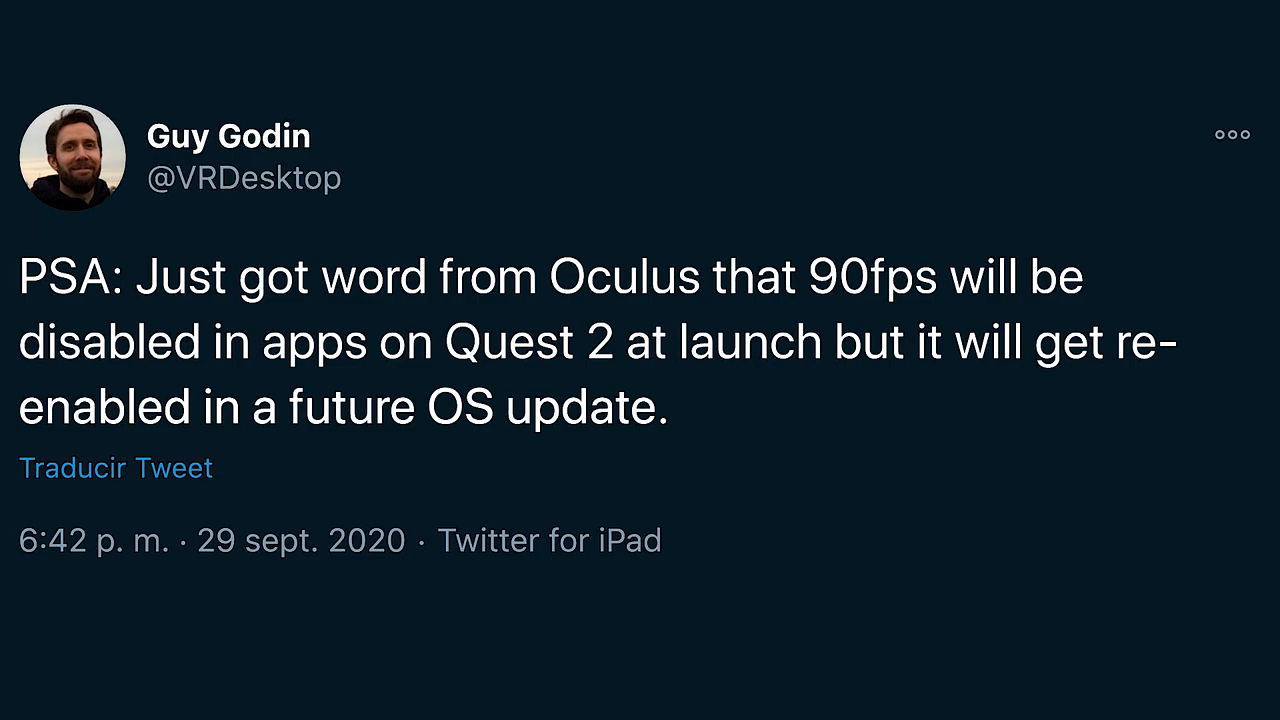 Guy Godin
@VRDesktop
PSA: Just got word from Oculus that 90fps will be
disabled in apps on Quest 2 at launch but it will get re-
enabled in a future OS update.
Traducir Tweet
6:42 p. m. · 29 sept. 2020 · Twitter for iPad